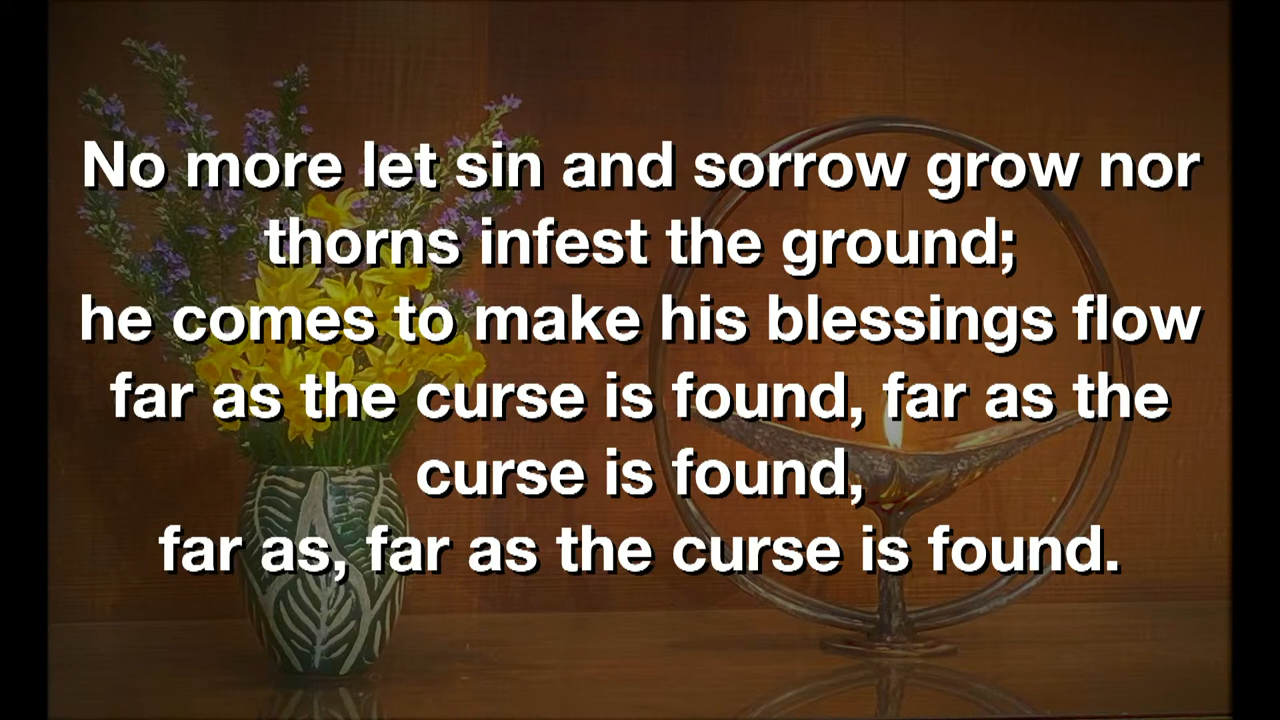 No more let sin and sorrow grow nor
thorns infest the ground;
he comes to make his blessings flow
far as the curse is found, far as the
curse is found,
far as, far as the curse is found.